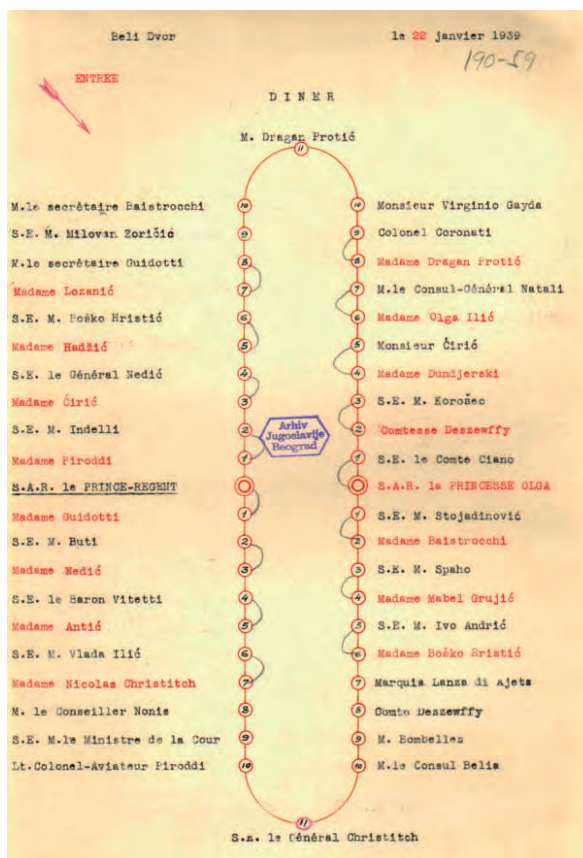 Beli Dvor
le 22 janvier 1939
190-59
ENTREE
DINER
M. Dragan Protić
11
M.le secrétaire Baistrocchi 10
10 Monsieur Virginio Gayda
S.E. M. Milovan Zoričić 9
9 Colonel Coronati
M.le secrétaire Guidotti 8
8 Madame Dragan Protić
Madame Lozanić 7
7 M.le Consul-Général Natali
S.E. M. Boško Hristić 6
6 Madame Olga Ilić
Madame Hadžić 5
5 Monsieur Ćirić
S.E. le Général Nedić 4
4 Madame Dundjerski
Madame Ćirić 3
3 S.E. M. Korošec
S.E. M. Indelli 2
2 Comtesse Deszewffy
Arhiv
Jugoslavije
Beograd
Madame Piroddi 1
1 S.E. le Comte Ciano
S.A.R. le PRINCE-REGENT
S.A.R. la PRINCESSE OLGA
Madame Guidotti 1
1 S.E. M. Stojadinović
S.E. M. Buti 2
2 Madame Baistrocchi
Madame Nedić 3
3 S.E. M. Spaho
S.E. le Baron Vitetti 4
4 Madame Mabel Grujić
Madame Antić 5
5 S.E. M. Ivo Andrić
S.E. M. Vlada Ilić 6
6 Madame Boško Hristić
Madame Nicolas Christitch 7
7 Marquis Lanza di Ajeta
M. le Conseiller Nonis 8
8 Comte Deszewffy
S.E. M.le Ministre de la Cour 9
9 M. Bombelles
Lt.Colonel-Aviateur Piroddi 10
10 M.le Consul Belia
11
le Général Christitch